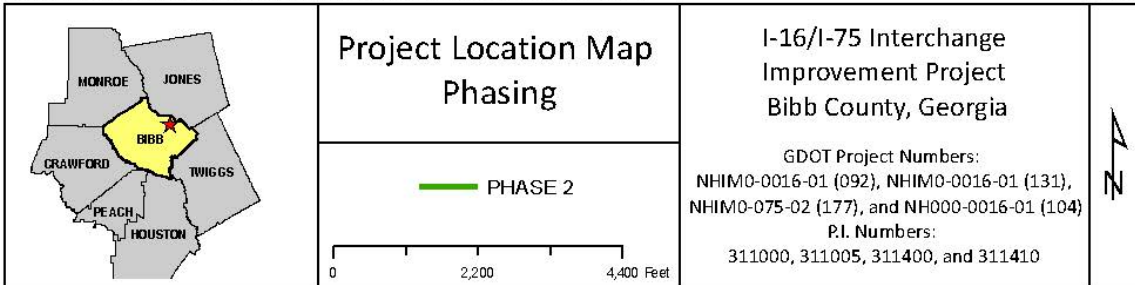 MONROE
JONES
BIBB
CRAWFORD
TWIGGS
PEACH
HOUSTON
Project Location Map
Phasing
PHASE 2
0 2,200 4,400 Feet
I-16/I-75 Interchange
Improvement Project
Bibb County, Georgia
GDOT Project Numbers:
NHIM0-0016-01 (092), NHIM0-0016-01 (131),
NHIM0-075-02 (177), and NH000-0016-01 (104)
P.I. Numbers:
311000, 311005, 311400, and 311410
N